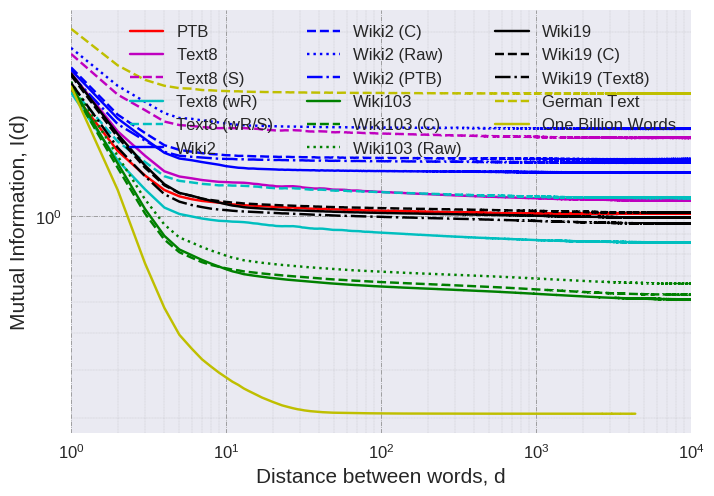 PTB
Text8
Text8 (S)
Text8 (wR)
Text8 (wR/S)
Wiki2
Wiki2 (C)
Wiki2 (Raw)
Wiki2 (PTB)
Wiki103
Wiki103 (C)
Wiki103 (Raw)
Wiki19
Wiki19 (C)
Wiki19 (Text8)
German Text
One Billion Words
Mutual Information, I(d)
10⁰
10⁰ 10¹ 10² 10³ 10⁴
Distance between words, d